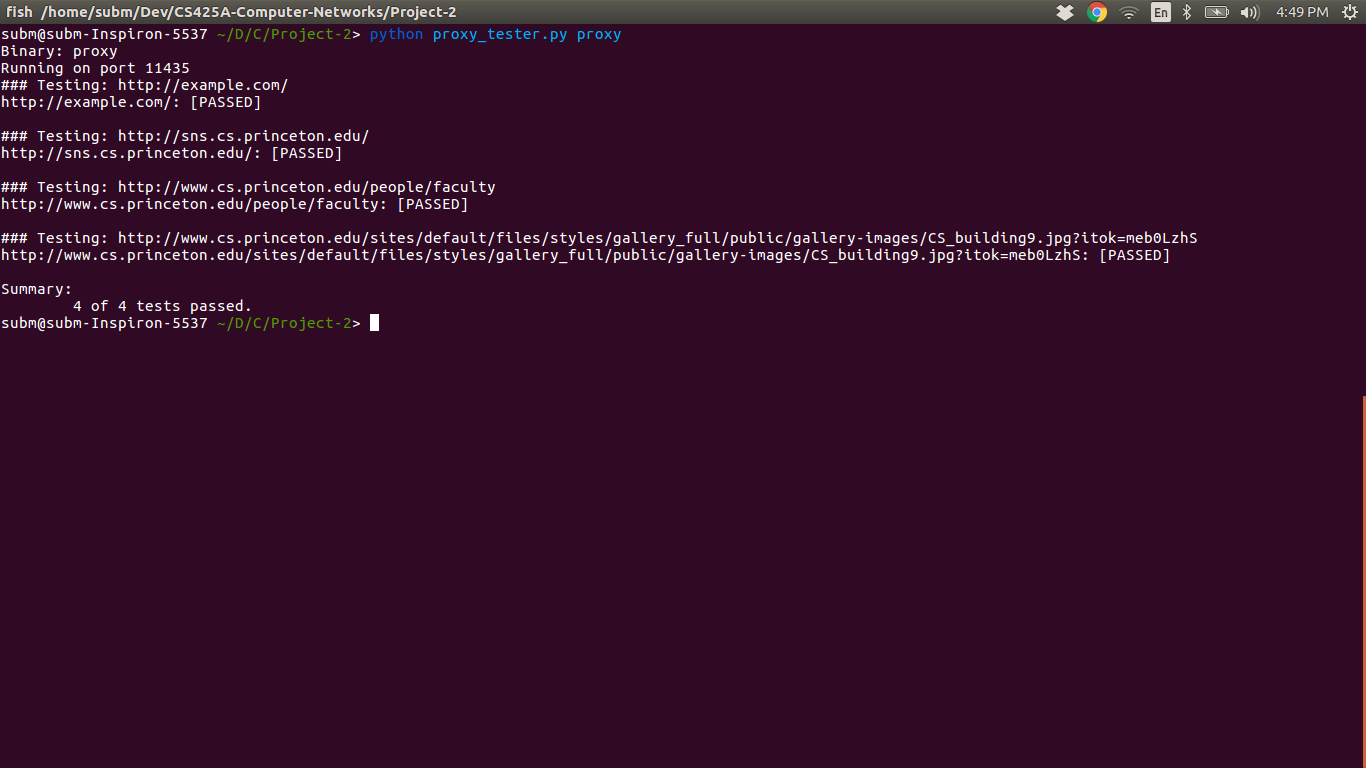 fish /home/subm/Dev/CS425A-Computer-Networks/Project-2
En
4:49 PM
subm@subm-Inspiron-5537 ~/D/C/Project-2> python proxy_tester.py proxy
Binary: proxy
Running on port 11435
### Testing: http://example.com/
http://example.com/: [PASSED]
### Testing: http://sns.cs.princeton.edu/
http://sns.cs.princeton.edu/: [PASSED]
### Testing: http://www.cs.princeton.edu/people/faculty
http://www.cs.princeton.edu/people/faculty: [PASSED]
### Testing: http://www.cs.princeton.edu/sites/default/files/styles/gallery_full/public/gallery-images/CS_building9.jpg?itok=meb0LzhS
http://www.cs.princeton.edu/sites/default/files/styles/gallery_full/public/gallery-images/CS_building9.jpg?itok=meb0LzhS: [PASSED]
Summary:
4 of 4 tests passed.
subm@subm-Inspiron-5537 ~/D/C/Project-2>